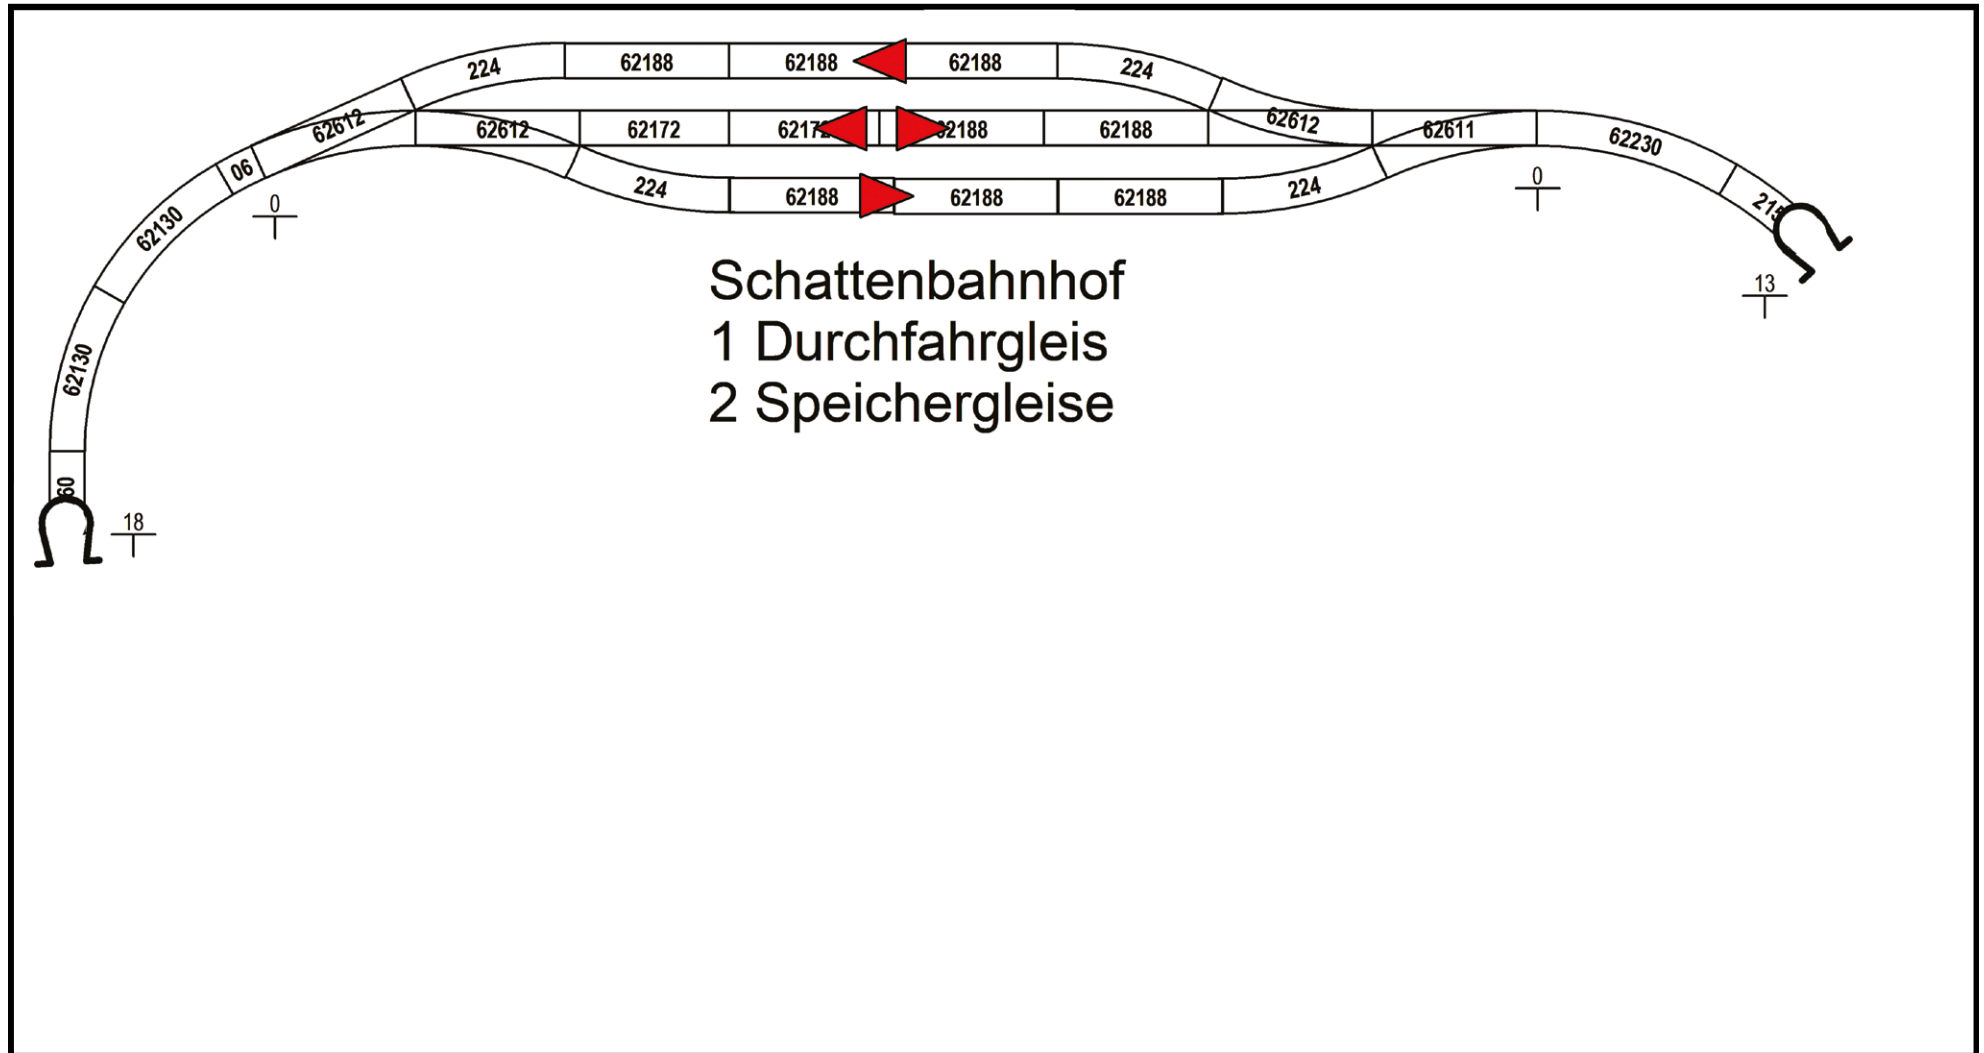 224 62188 62188 62188 224
62612 62612 62172 62188 62188 62612 62611 62230
06 224 62188 62188 62188 224
62130 0 0
13
62130
60
18
Schattenbahnhof
1 Durchfahrgleis
2 Speichergleise